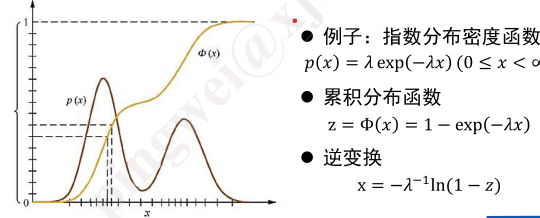 1
p(x)
Φ(x)
0
x
● 例子：指数分布密度函数
p(x) = λ exp(−λx) (0 ≤ x < ∞
● 累积分布函数
z = Φ(x) = 1 − exp(−λx)
● 逆变换
x = −λ⁻¹ln(1 − z)